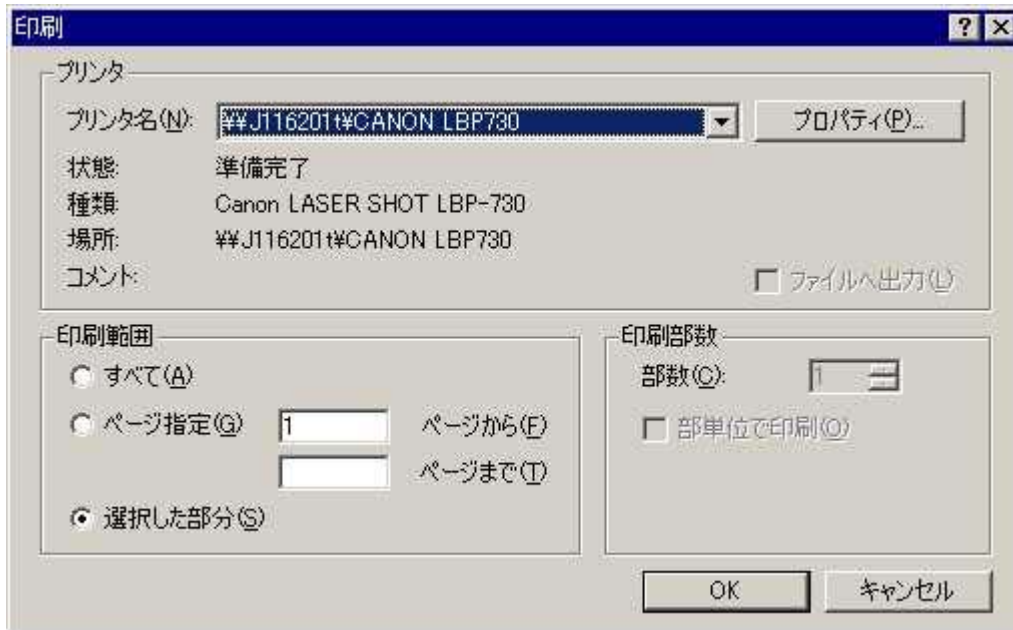 印刷
プリンタ
プリンタ名(N): ¥¥J116201t¥CANON LBP730 プロパティ(P)...
状態: 準備完了
種類: Canon LASER SHOT LBP-730
場所: ¥¥J116201t¥CANON LBP730
コメント: ファイルへ出力(L)
印刷範囲
すべて(A)
ページ指定(G) 1 ページから(F)
ページまで(T)
選択した部分(S)
印刷部数
部数(C): 1
部単位で印刷(O)
OK キャンセル